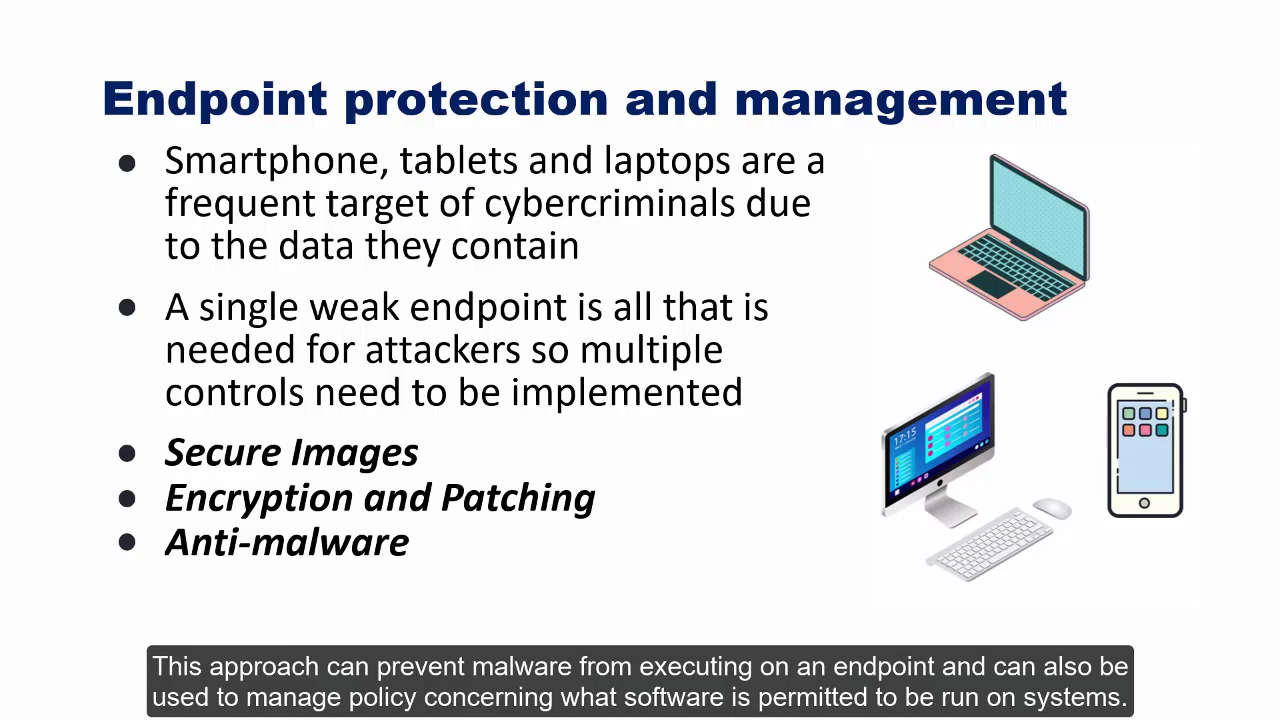 Endpoint protection and management
● Smartphone, tablets and laptops are a
frequent target of cybercriminals due
to the data they contain
● A single weak endpoint is all that is
needed for attackers so multiple
controls need to be implemented
● Secure Images
● Encryption and Patching
● Anti-malware
17:15
This approach can prevent malware from executing on an endpoint and can also be
used to manage policy concerning what software is permitted to be run on systems.